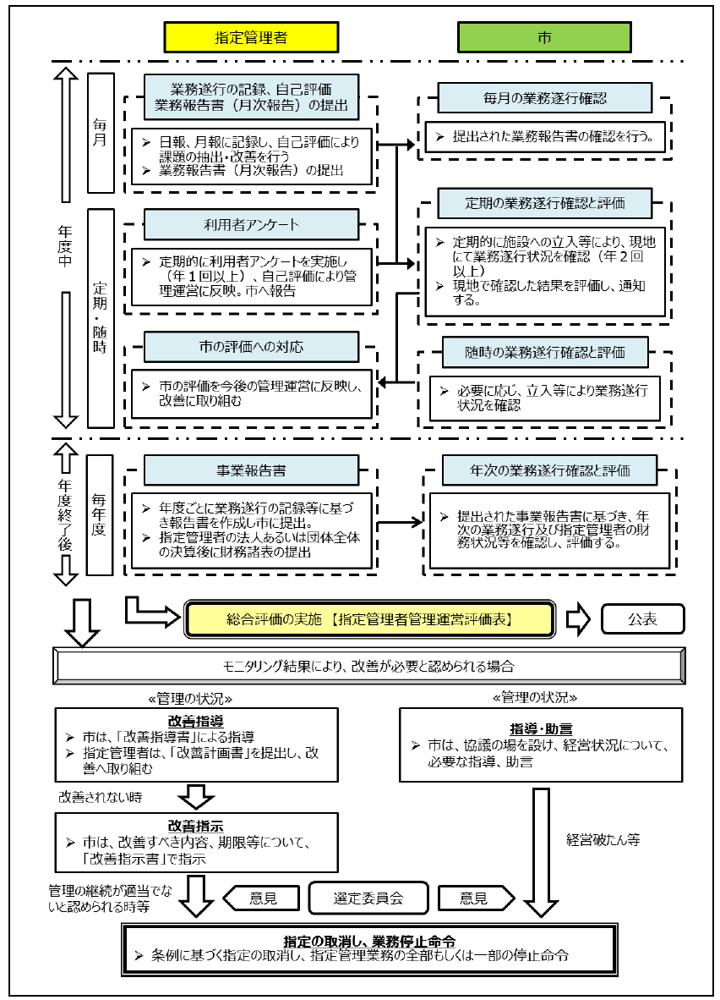 指定管理者
市
年度中
毎月
業務遂行の記録、自己評価
業務報告書（月次報告）の提出
➢ 日報、月報に記録し、自己評価により
課題の抽出・改善を行う
➢ 業務報告書（月次報告）の提出
毎月の業務遂行確認
➢ 提出された業務報告書の確認を行う。
定期・随時
利用者アンケート
➢ 定期的に利用者アンケートを実施し
（年１回以上）、自己評価により管
理運営に反映。市へ報告
定期の業務遂行確認と評価
➢ 定期的に施設への立入等により、現地
にて業務遂行状況を確認（年２回
以上）
➢ 現地で確認した結果を評価し、通知
する。
市の評価への対応
➢ 市の評価を今後の管理運営に反映し、
改善に取り組む
随時の業務遂行確認と評価
➢ 必要に応じ、立入等により業務遂行
状況を確認
年度終了後
毎年度
事業報告書
➢ 年度ごとに業務遂行の記録等に基づ
き報告書を作成し市に提出。
➢ 指定管理者の法人あるいは団体全体
の決算後に財務諸表の提出
年次の業務遂行確認と評価
➢ 提出された事業報告書に基づき、年
次の業務遂行及び指定管理者の財
務状況等を確認し、評価する。
総合評価の実施 【指定管理者管理運営評価表】
公表
モニタリング結果により、改善が必要と認められる場合
≪管理の状況≫
改善指導
➢ 市は、「改善指導書」による指導
➢ 指定管理者は、「改善計画書」を提出し、改
善へ取り組む
≪管理の状況≫
指導・助言
➢ 市は、協議の場を設け、経営状況について、
必要な指導、助言
改善されない時
改善指示
➢ 市は、改善すべき内容、期限等について、
「改善指示書」で指示
経営破たん等
管理の継続が適当でな
いと認められる時等
意見
選定委員会
意見
指定の取消し、業務停止命令
➢ 条例に基づく指定の取消し、指定管理業務の全部もしくは一部の停止命令